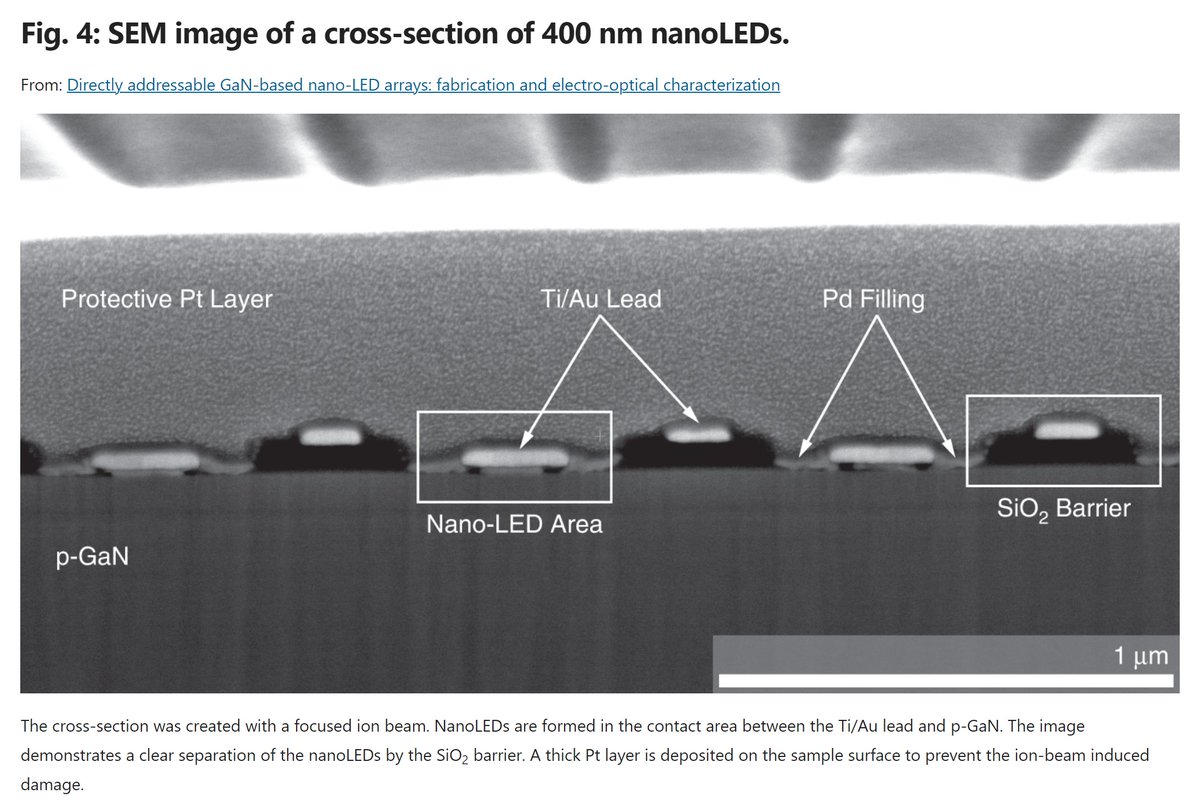 Fig. 4: SEM image of a cross-section of 400 nm nanoLEDs.
From: Directly addressable GaN-based nano-LED arrays: fabrication and electro-optical characterization
Protective Pt Layer
Ti/Au Lead
Pd Filling
Nano-LED Area
SiO₂ Barrier
p-GaN
1 μm
The cross-section was created with a focused ion beam. NanoLEDs are formed in the contact area between the Ti/Au lead and p-GaN. The image
demonstrates a clear separation of the nanoLEDs by the SiO₂ barrier. A thick Pt layer is deposited on the sample surface to prevent the ion-beam induced
damage.